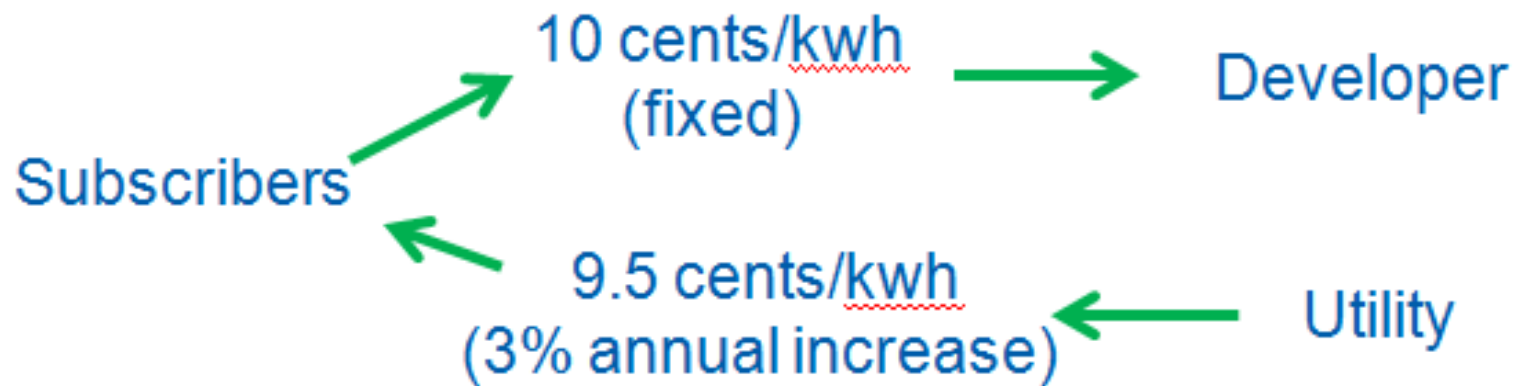 10 cents/kwh
(fixed)
Developer
Subscribers
9.5 cents/kwh
(3% annual increase)
Utility